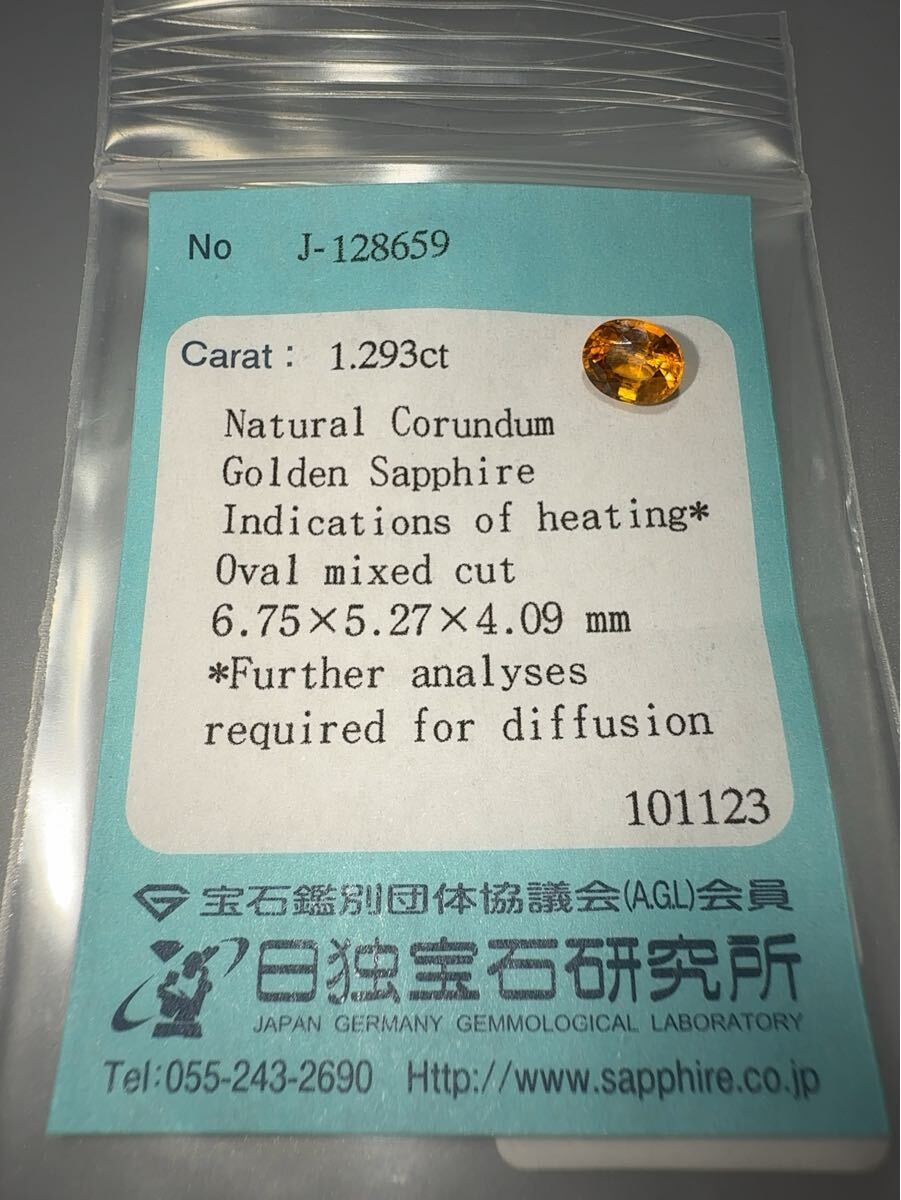 No J-128659
Carat: 1.293ct
Natural Corundum
Golden Sapphire
Indications of heating*
Oval mixed cut
6.75×5.27×4.09 mm
*Further analyses
required for diffusion
101123
宝石鑑別団体協議会(A.G.L)会員
日独宝石研究所
JAPAN GERMANY GEMMOLOGICAL LABORATORY
Tel:055-243-2690 Http://www.sapphire.co.jp